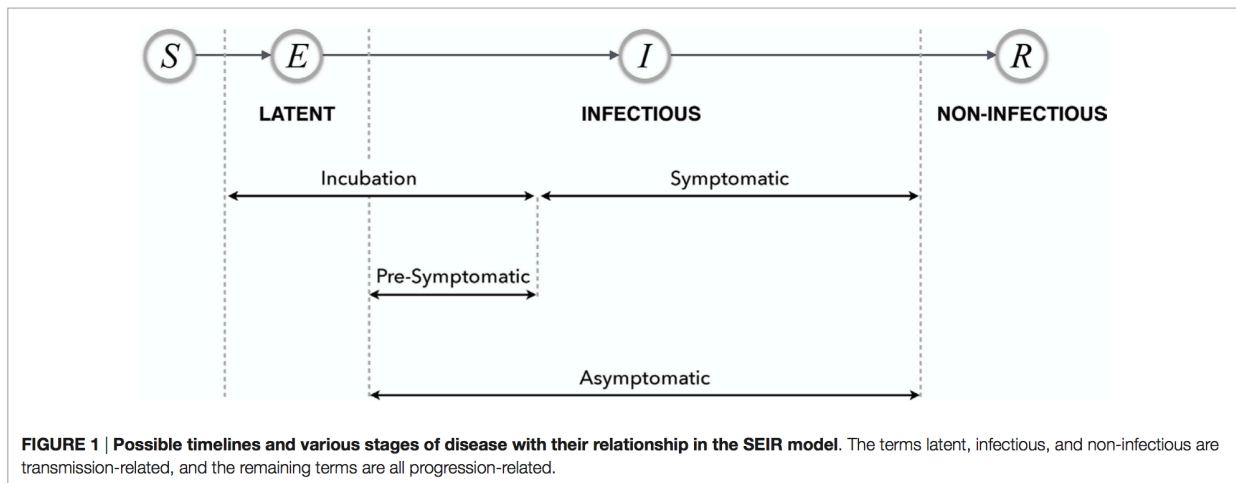 S E I R
LATENT INFECTIOUS NON-INFECTIOUS
Incubation Symptomatic
Pre-Symptomatic
Asymptomatic
FIGURE 1 | Possible timelines and various stages of disease with their relationship in the SEIR model. The terms latent, infectious, and non-infectious are
transmission-related, and the remaining terms are all progression-related.